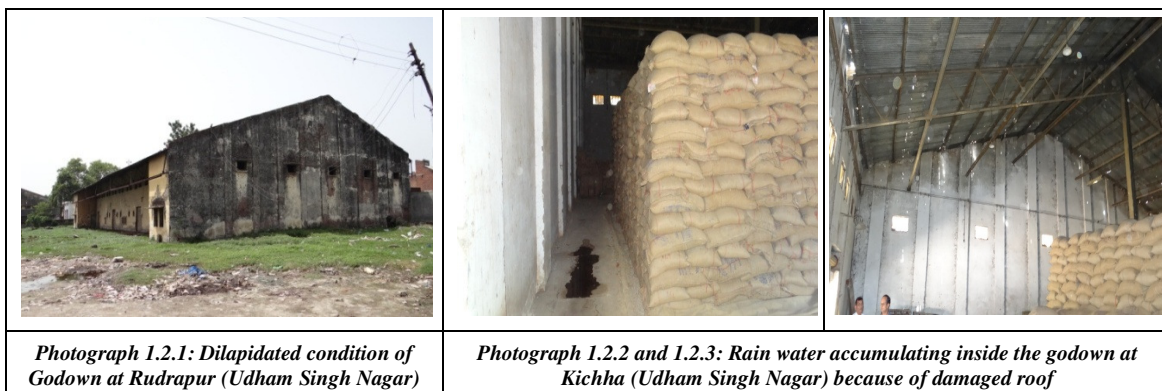 Photograph 1.2.1: Dilapidated condition of
Godown at Rudrapur (Udham Singh Nagar)
Photograph 1.2.2 and 1.2.3: Rain water accumulating inside the godown at
Kichha (Udham Singh Nagar) because of damaged roof